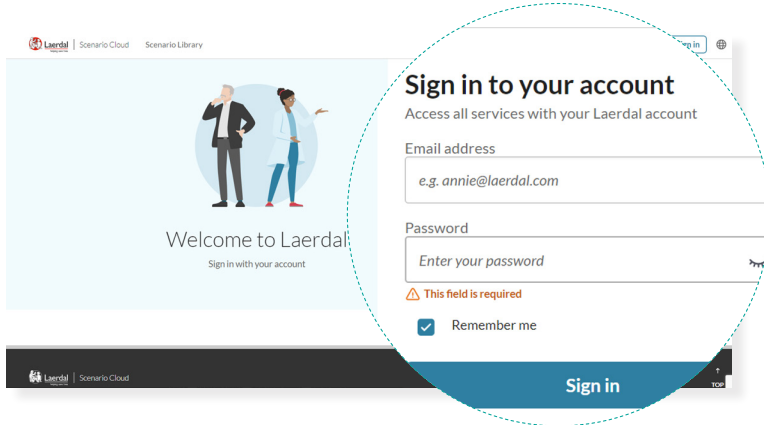 Laerdal Scenario Cloud Scenario Library
Sign in to your account
Access all services with your Laerdal account
Email address
e.g. annie@laerdal.com
Password
Enter your password
This field is required
Remember me
Sign in
Welcome to Laerdal
Sign in with your account
Laerdal Scenario Cloud
TOP